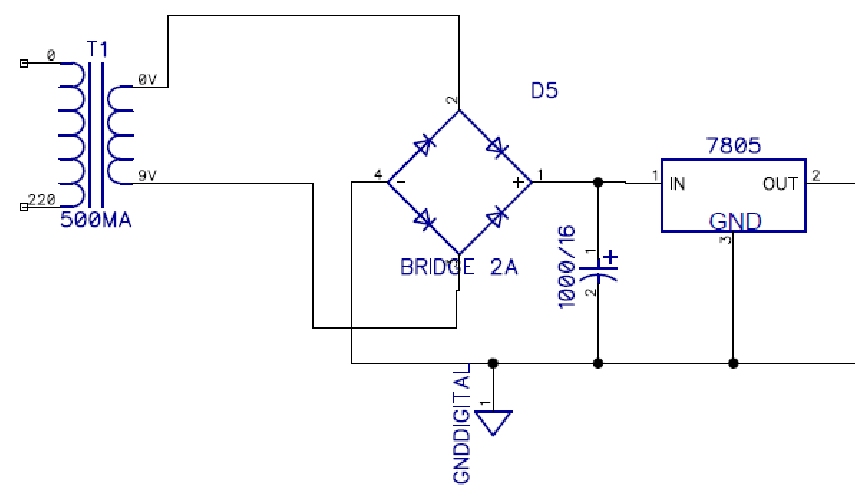 T1
0
0V
2
D5
7805
4
-
+
1
1
IN
OUT
2
9V
220
500MA
GND
3
BRIDGE 2A
1000/16
1
+
2
GNDDIGITAL
1